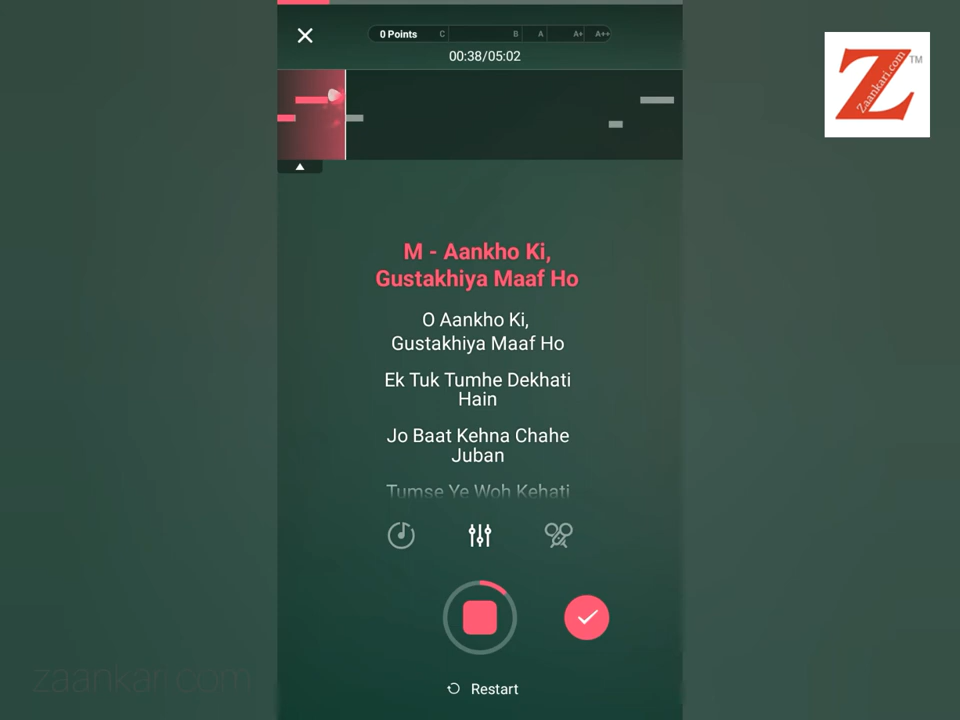 0 Points C B A A+ A++
00:38/05:02
Zaankari.com TM
M - Aankho Ki,
Gustakhiya Maaf Ho
O Aankho Ki,
Gustakhiya Maaf Ho
Ek Tuk Tumhe Dekhati
Hain
Jo Baat Kehna Chahe
Juban
Tumse Ye Woh Kehati
Restart
zaankari.com